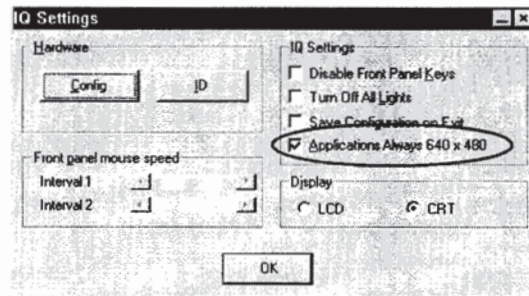 IQ Settings
Hardware
Config
ID
Front panel mouse speed
Interval 1
Interval 2
IQ Settings
Disable Front Panel Keys
Turn Off All Lights
Save Configuration on Exit
Applications Always 640 x 480
Display
LCD
CRT
OK